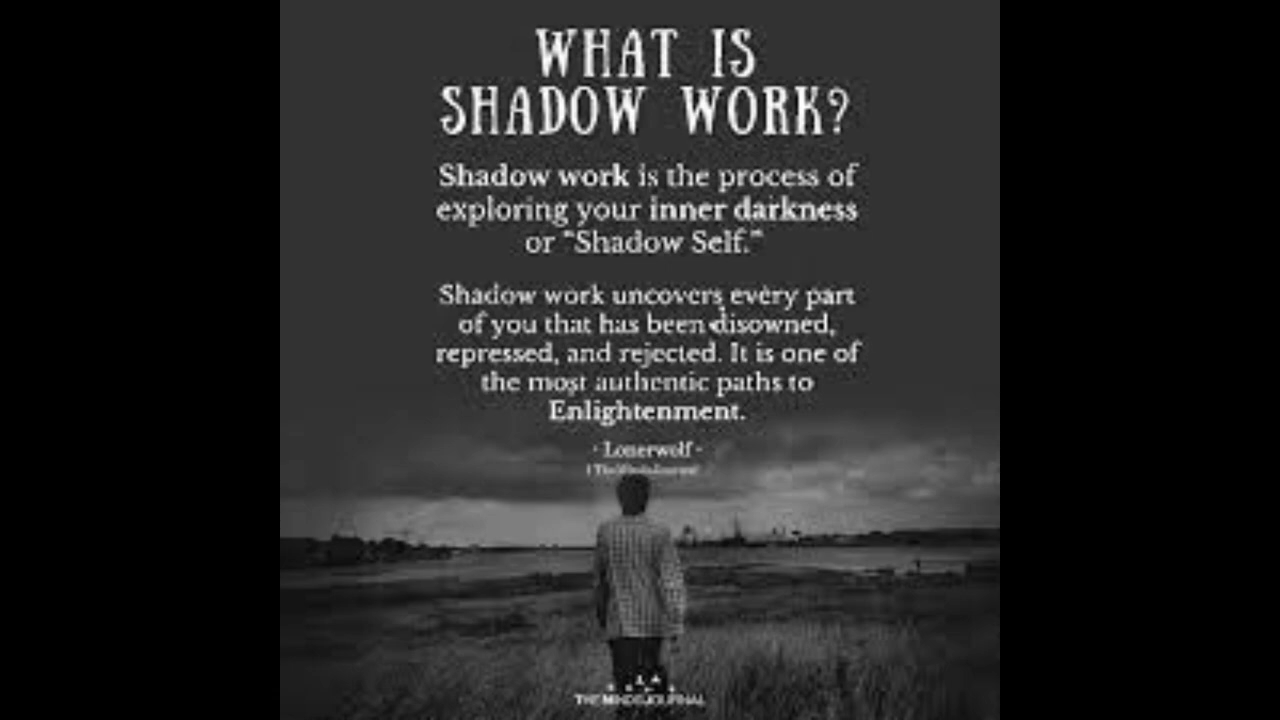 WHAT IS
SHADOW WORK?
Shadow work is the process of
exploring your inner darkness
or "Shadow Self."
Shadow work uncovers every part
of you that has been disowned,
repressed, and rejected. It is one of
the most authentic paths to
Enlightenment.
- Lonerwolf -
THE MINDS JOURNAL